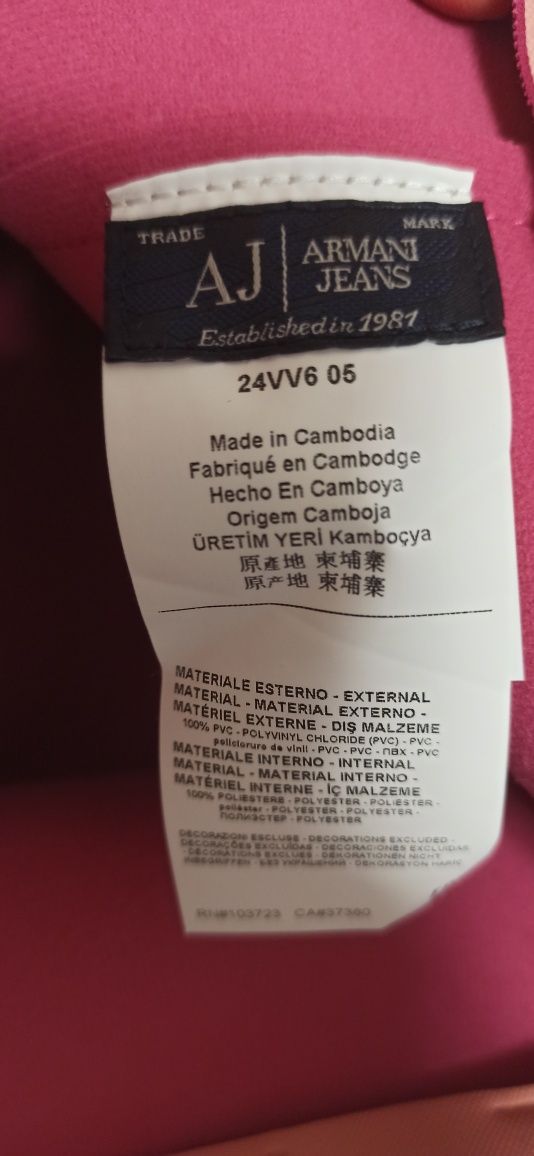 TRADE MARK
AJ ARMANI JEANS
Established in 1981
24VV6 05
Made in Cambodia
Fabriqué en Cambodge
Hecho En Camboya
Origem Camboja
ÜRETİM YERİ Kamboçya
原產地 柬埔寨
原产地 柬埔寨
MATERIALE ESTERNO - EXTERNAL
MATERIAL - MATERIAL EXTERNO -
MATÉRIEL EXTERNE - DIŞ MALZEME
100% PVC - POLYVINYL CHLORIDE (PVC) - PVC -
policloruro de vinil - PVC - PVC - ПВХ - PVC
MATERIALE INTERNO - INTERNAL
MATERIAL - MATERIAL INTERNO -
MATÉRIEL INTERNE - İÇ MALZEME
100% POLIESTERE - POLYESTER - POLIÉSTER -
poliéster - POLYESTER - POLYESTER -
ПОЛИЭСТЕР - POLYESTER
DECORAZIONI ESCLUSE - DECORATIONS EXCLUDED -
DECORAÇÕES EXCLUÍDAS - DECORACIONES EXCLUIDAS
- DÉCORATIONS EXCLUES - DEKORATIONEN NICHT
INBEGRIFFEN - БЕЗ УКРАШЕНИЙ - DEKORASYON HARİÇ
RN#103723 CA#37360